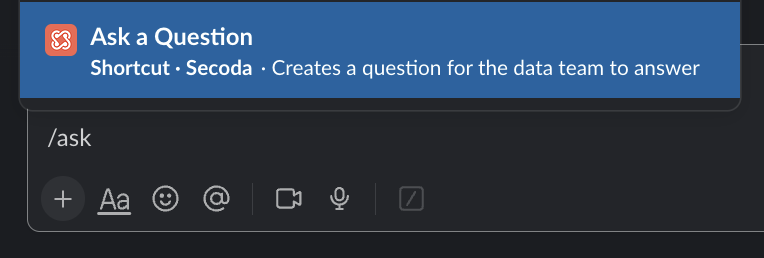 Ask a Question
Shortcut · Secoda · Creates a question for the data team to answer
/ask
Aa